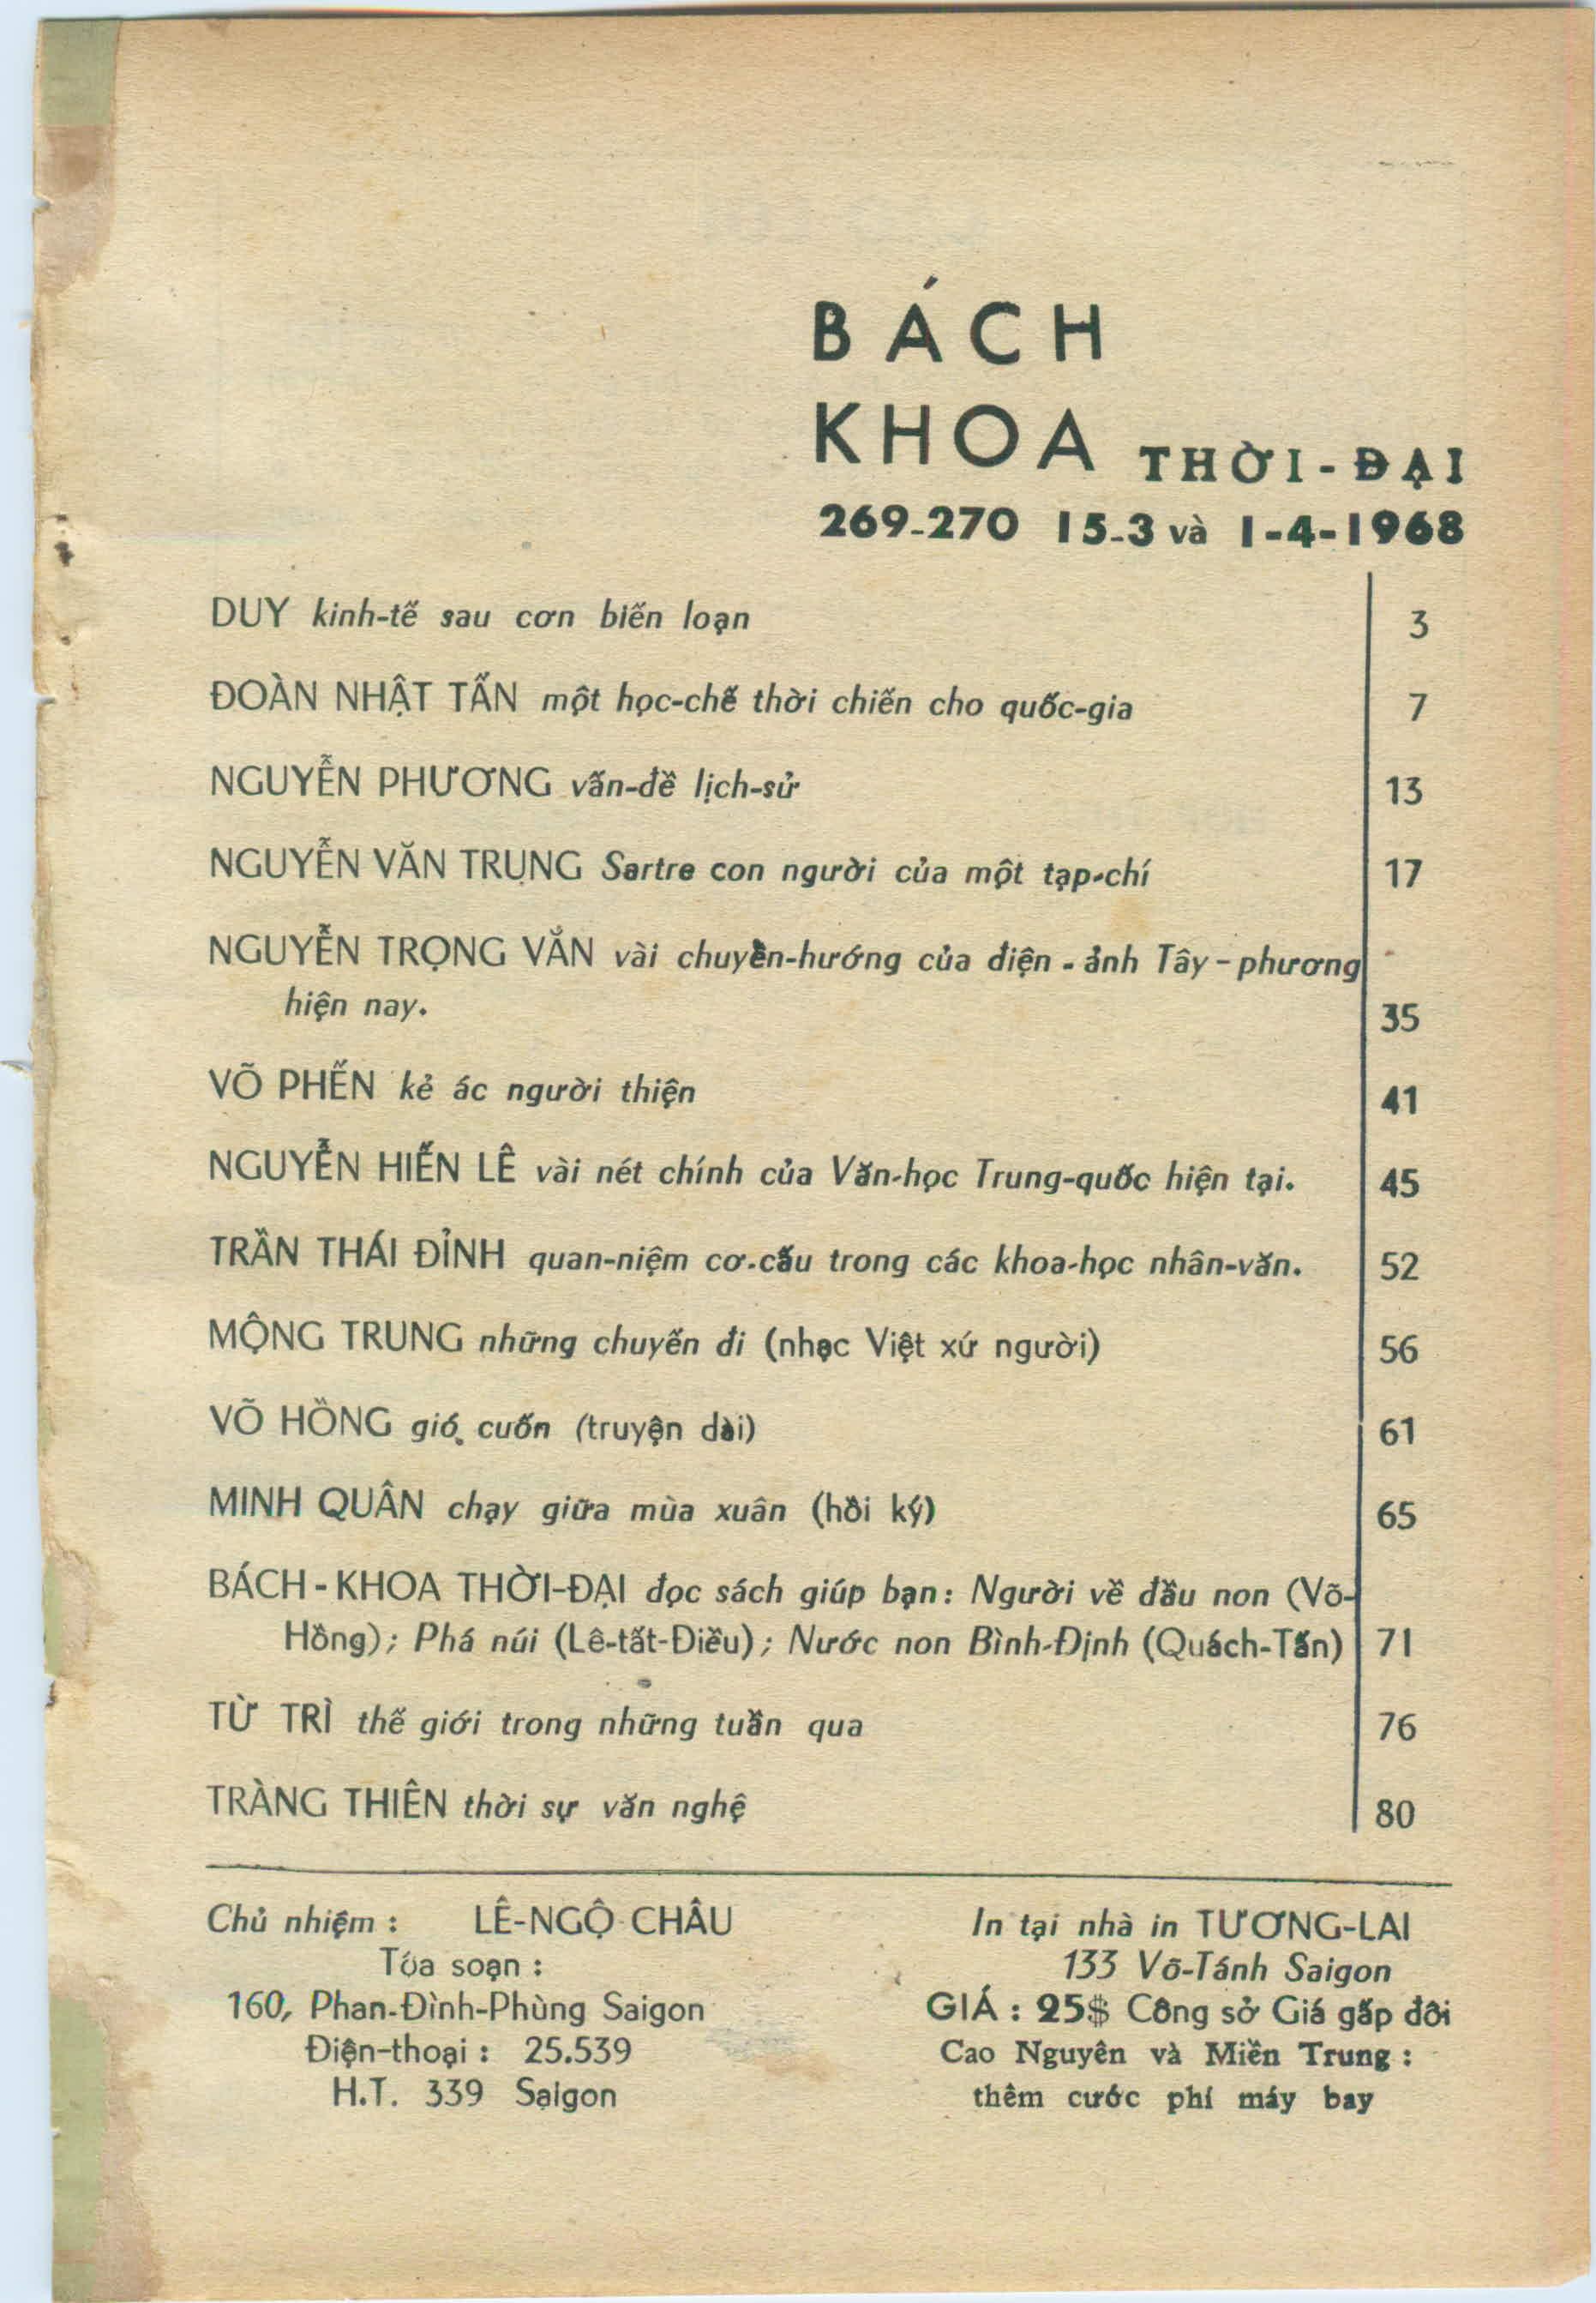 BÁCH
KHOA THỜI-ĐẠI
269-270 15-3 và 1-4-1968
DUY kinh-tế sau cơn biến loạn 3
ĐOÀN NHẬT TẤN một học-chế thời chiến cho quốc-gia 7
NGUYỄN PHƯƠNG vấn-đề lịch-sử 13
NGUYỄN VĂN TRUNG Sartre con người của một tạp-chí 17
NGUYỄN TRỌNG VĂN vài chuyền-hướng của điện-ảnh Tây-phương
hiện nay. 35
VÕ PHẾN kẻ ác người thiện 41
NGUYỄN HIẾN LÊ vài nét chính của Văn-học Trung-quốc hiện tại. 45
TRẦN THÁI ĐỈNH quan-niệm cơ-cấu trong các khoa-học nhân-văn. 52
MỘNG TRUNG những chuyến đi (nhạc Việt xứ người) 56
VÕ HỒNG gió cuốn (truyện dài) 61
MINH QUÂN chạy giữa mùa xuân (hồi ký) 65
BÁCH-KHOA THỜI-ĐẠI đọc sách giúp bạn: Người về đầu non (Võ-
Hồng); Phá núi (Lê-tất-Điều); Nước non Bình-Định (Quách-Tấn) 71
TỪ TRÌ thế giới trong những tuần qua 76
TRÀNG THIÊN thời sự văn nghệ 80
Chủ nhiệm : LÊ-NGỘ-CHÂU
Tòa soạn :
160, Phan-Đình-Phùng Saigon
Điện-thoại : 25.539
H.T. 339 Saigon
In tại nhà in TƯƠNG-LAI
133 Võ-Tánh Saigon
GIÁ : 25$ Công sở Giá gấp đôi
Cao Nguyên và Miền Trung :
thêm cước phí máy bay